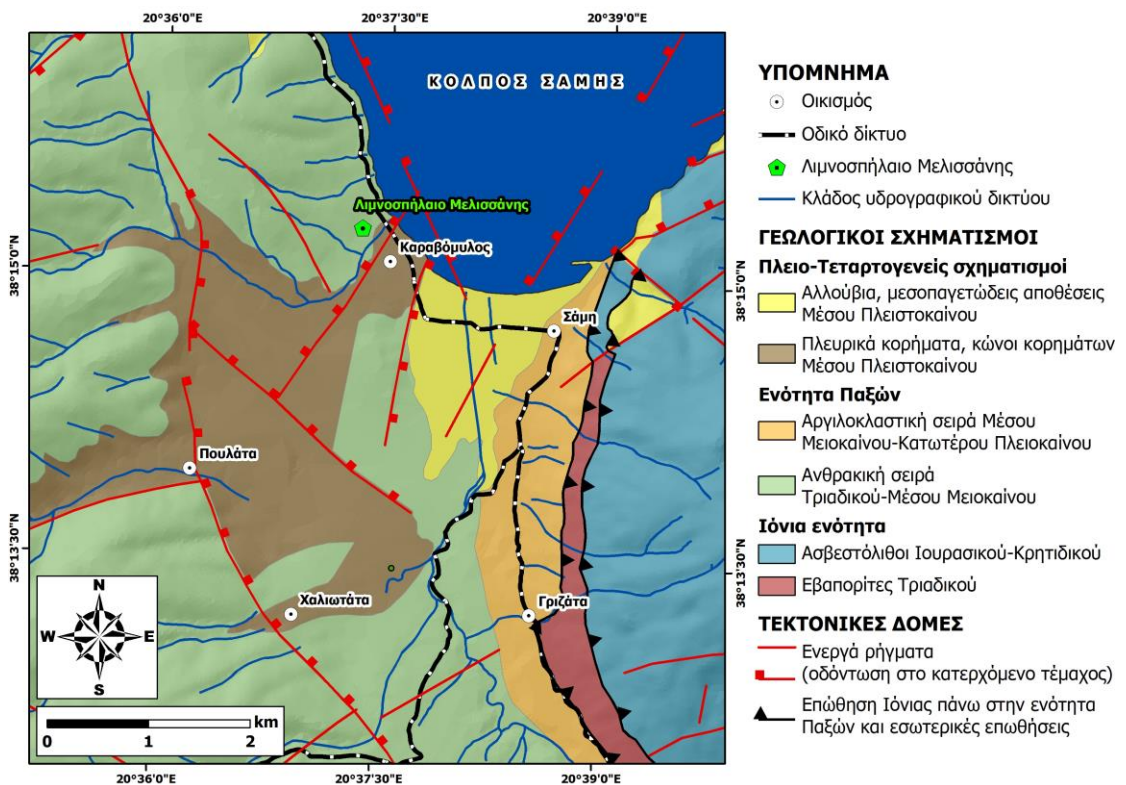 20°36'0"E
20°37'30"E
20°39'0"E
ΚΟΛΠΟΣ ΣΑΜΗΣ
Λιμνοσπήλαιο Μελισσάνης
Καραβόμυλος
38°15'0"N
38°15'0"N
Σάμη
Πουλάτα
38°13'30"N
38°13'30"N
Χαλιωτάτα
Γριζάτα
N
W
E
S
km
0
1
2
20°36'0"E
20°37'30"E
20°39'0"E
ΥΠΟΜΝΗΜΑ
Οικισμός
Οδικό δίκτυο
Λιμνοσπήλαιο Μελισσάνης
Κλάδος υδρογραφικού δικτύου
ΓΕΩΛΟΓΙΚΟΙ ΣΧΗΜΑΤΙΣΜΟΙ
Πλειο-Τεταρτογενείς σχηματισμοί
Αλλούβια, μεσοπαγετώδεις αποθέσεις
Μέσου Πλειστοκαίνου
Πλευρικά κορήματα, κώνοι κορημάτων
Μέσου Πλειστοκαίνου
Ενότητα Παξών
Αργιλοκλαστική σειρά Μέσου
Μειοκαίνου-Κατωτέρου Πλειοκαίνου
Ανθρακική σειρά
Τριαδικού-Μέσου Μειοκαίνου
Ιόνια ενότητα
Ασβεστόλιθοι Ιουρασικού-Κρητιδικού
Εβαπορίτες Τριαδικού
ΤΕΚΤΟΝΙΚΕΣ ΔΟΜΕΣ
Ενεργά ρήγματα
(οδόντωση στο κατερχόμενο τέμαχος)
Επώθηση Ιόνιας πάνω στην ενότητα
Παξών και εσωτερικές επωθήσεις